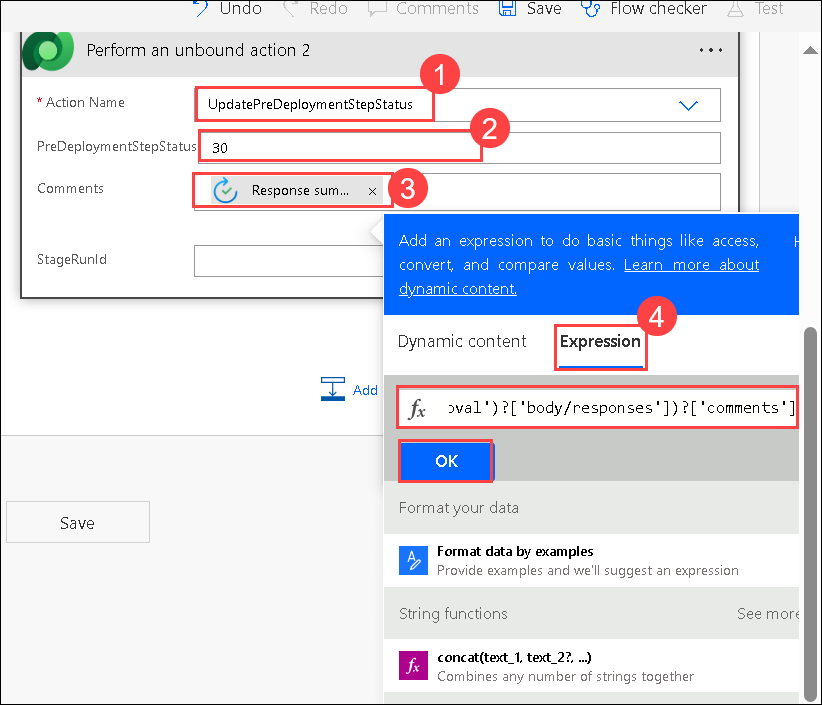 Undo Redo Comments Save Flow checker Test
Perform an unbound action 2 ...
1
* Action Name UpdatePreDeploymentStepStatus
2
PreDeploymentStepStatus 30
Comments Response sum... × 3
Add an expression to do basic things like access,
convert, and compare values. Learn more about
dynamic content.
StageRunId
4
Dynamic content Expression
Add
fx oval')?['body/responses'])?['comments']
OK
Format your data
Save
Format data by examples
Provide examples and we'll suggest an expression
String functions See more
fx concat(text_1, text_2?, ...)
Combines any number of strings together